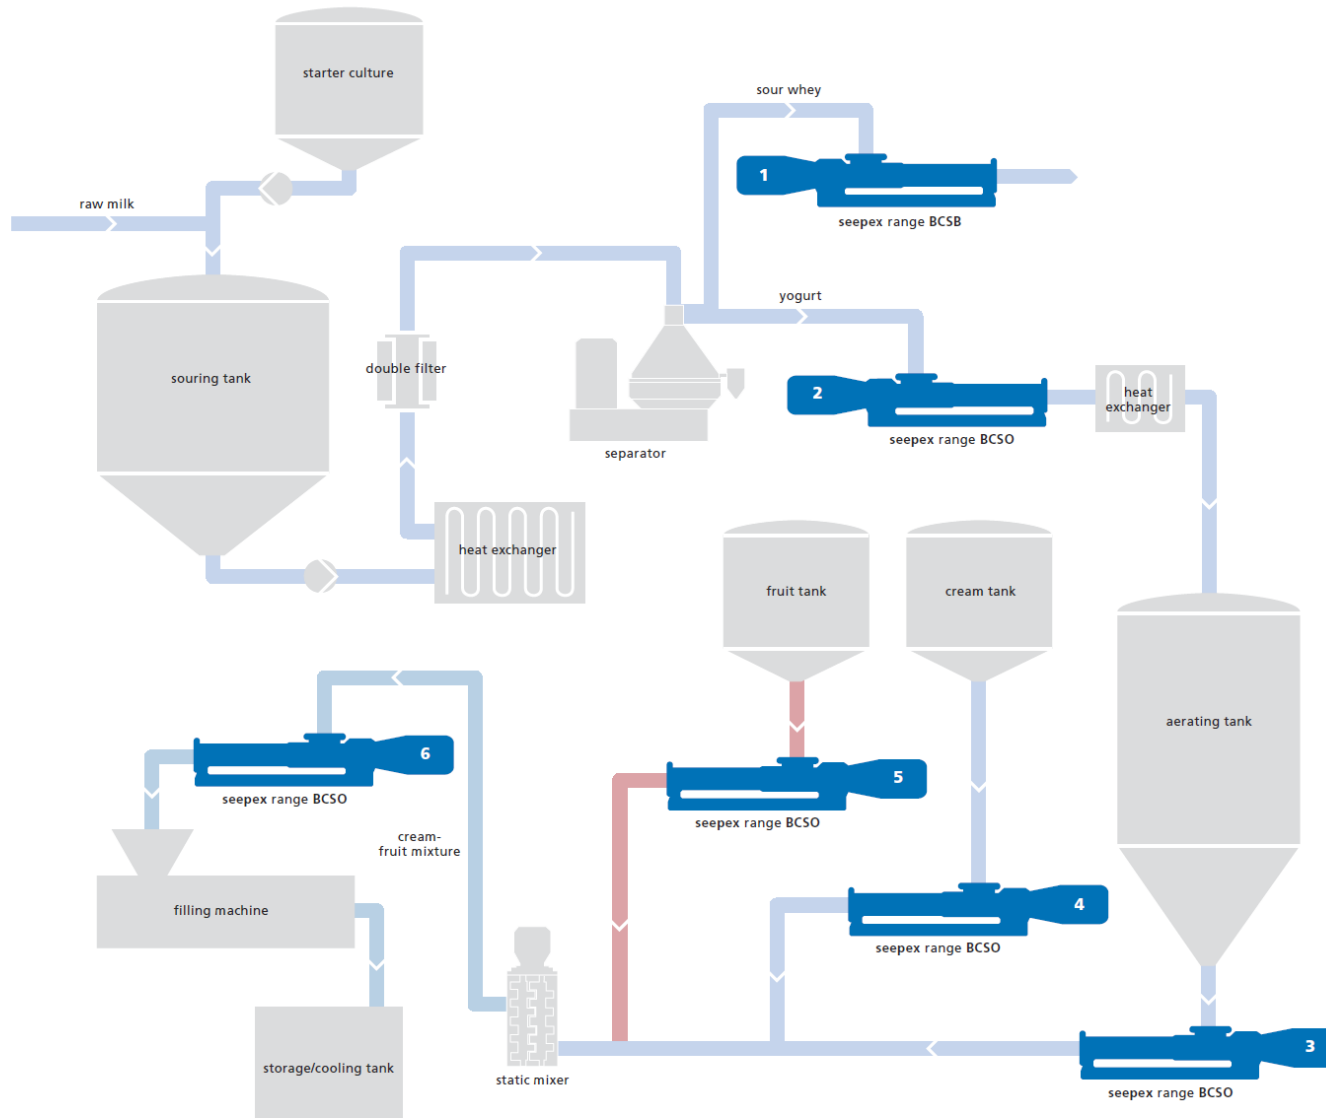 starter culture
sour whey
1
raw milk
seepex range BCSB
yogurt
double filter
souring tank
2
heat
exchanger
seepex range BCSO
separator
heat exchanger
fruit tank
cream tank
aerating tank
6
5
seepex range BCSO
seepex range BCSO
cream-
fruit mixture
4
filling machine
seepex range BCSO
3
storage/cooling tank
static mixer
seepex range BCSO